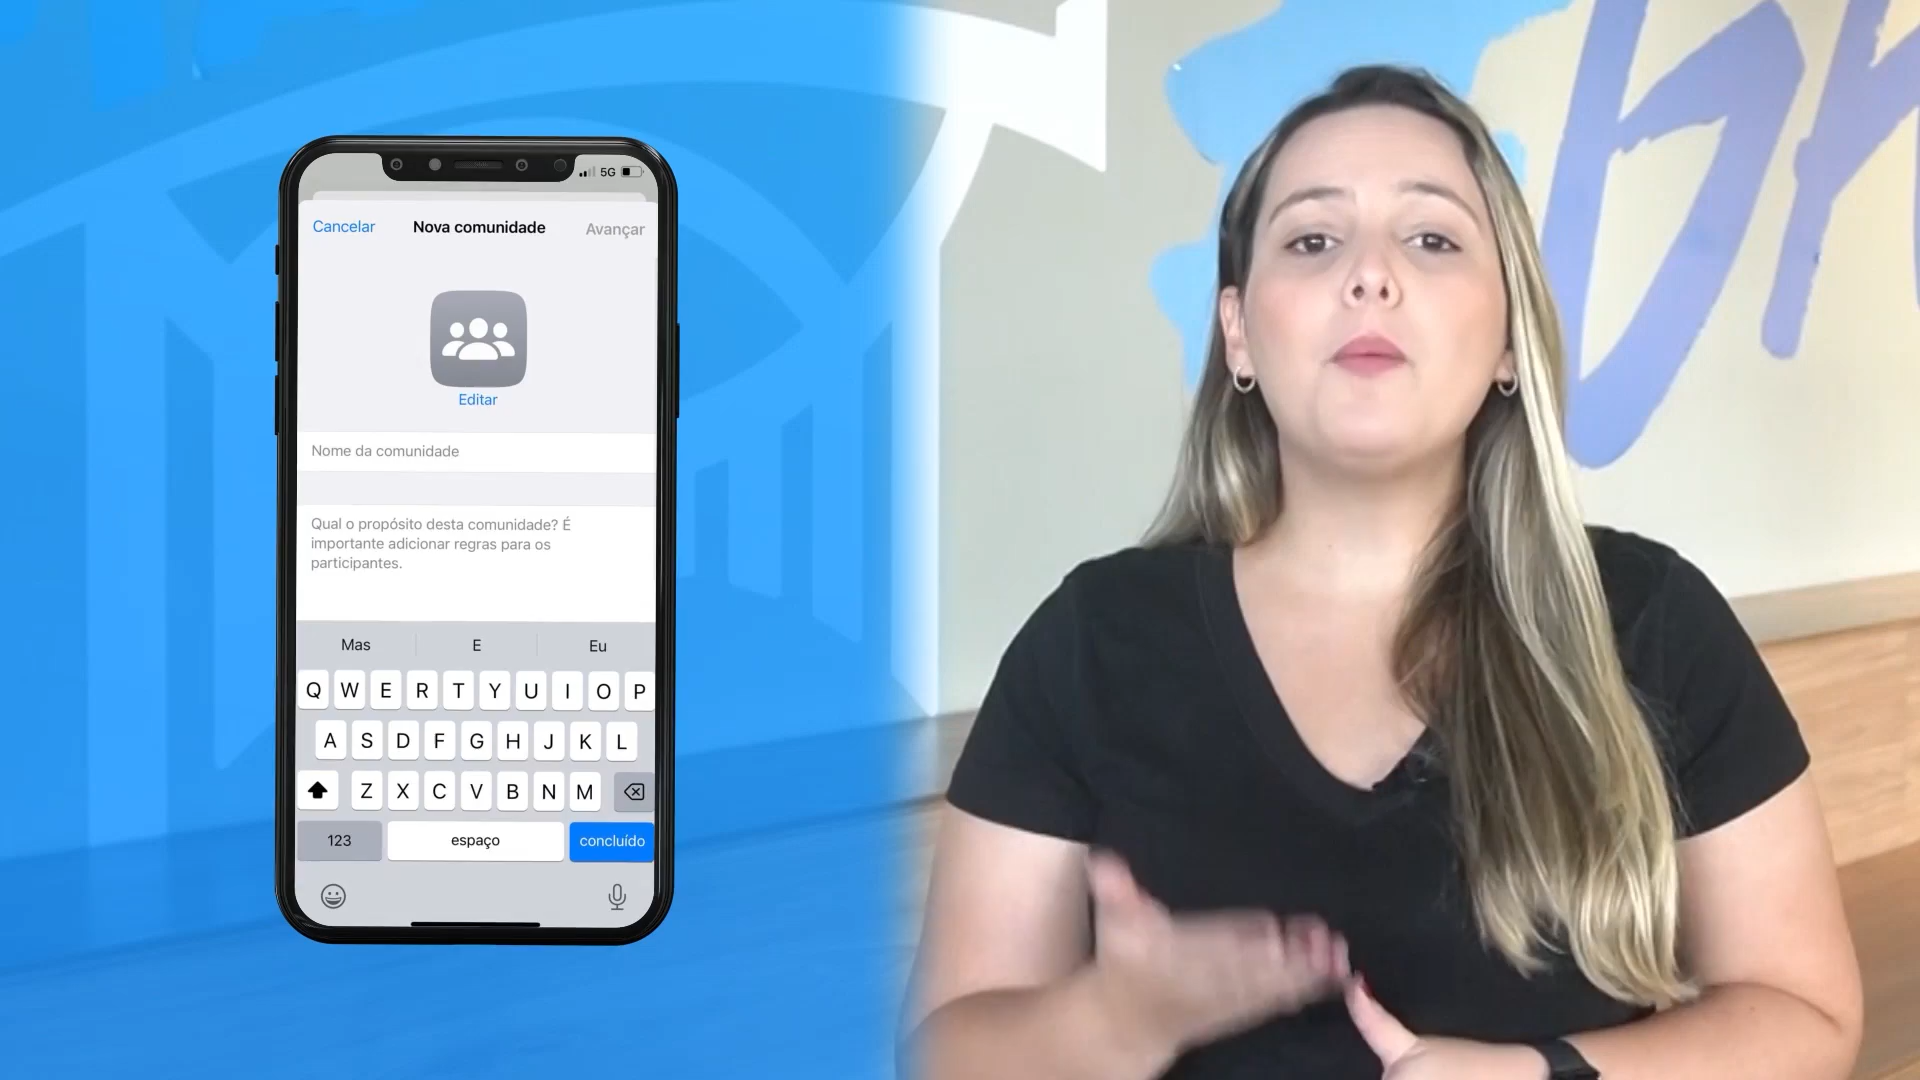 5G
Cancelar
Nova comunidade
Avançar
Editar
Nome da comunidade
Qual o propósito desta comunidade? É
importante adicionar regras para os
participantes.
Mas E Eu
Q W E R T Y U I O P
A S D F G H J K L
Z X C V B N M
123 espaço concluído